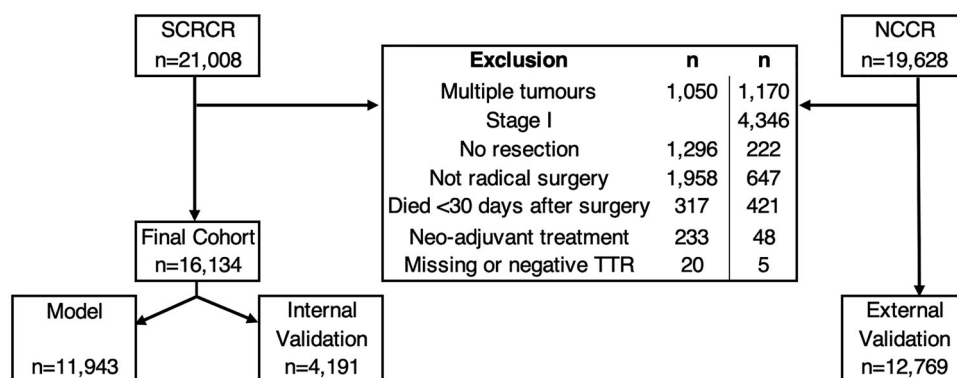 SCRCR
n=21,008
NCCR
n=19,628
Exclusion n n
Multiple tumours 1,050 1,170
Stage I 4,346
No resection 1,296 222
Not radical surgery 1,958 647
Died <30 days after surgery 317 421
Neo-adjuvant treatment 233 48
Missing or negative TTR 20 5
Final Cohort
n=16,134
Model
n=11,943
Internal
Validation
n=4,191
External
Validation
n=12,769